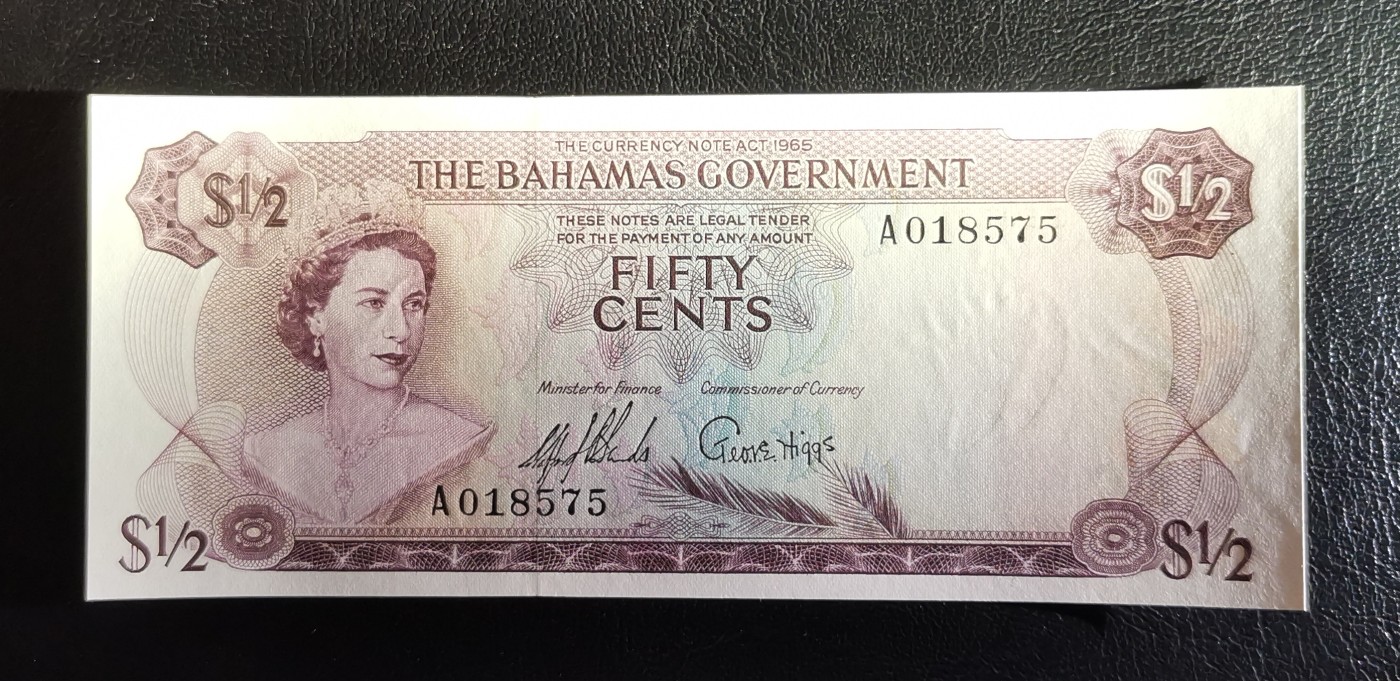 THE CURRENCY NOTE ACT 1965
THE BAHAMAS GOVERNMENT
$1/2
$1/2
THESE NOTES ARE LEGAL TENDER
FOR THE PAYMENT OF ANY AMOUNT
A018575
FIFTY
CENTS
Minister for Finance Commissioner of Currency
Geo. E. Higgs
A018575
$1/2
$1/2